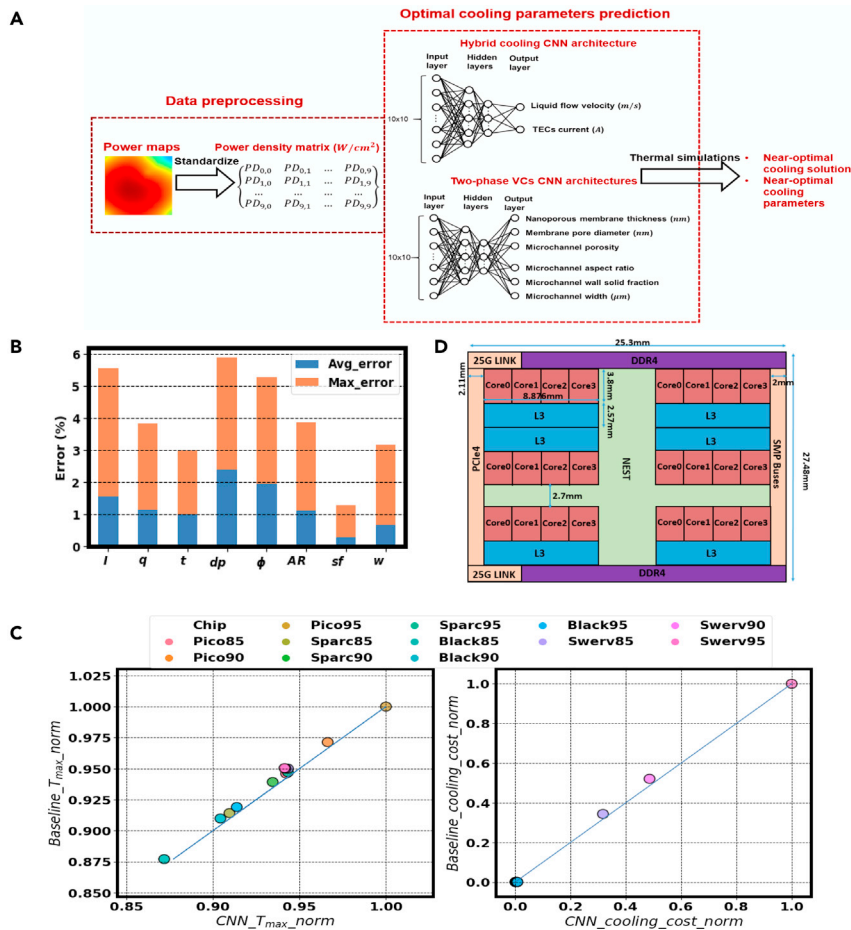 A
Optimal cooling parameters prediction
Hybrid cooling CNN architecture
Input layer
Hidden layers
Output layer
10x10
Liquid flow velocity (m/s)
TECs current (A)
Data preprocessing
Power maps
Standardize
Power density matrix (W/cm²)
PD0,0 PD0,1 ... PD0,9
PD1,0 PD1,1 ... PD1,9
... ... ... ...
PD9,0 PD9,1 ... PD9,9
Two-phase VCs CNN architectures
Input layer
Hidden layers
Output layer
10x10
Nanoporous membrane thickness (nm)
Membrane pore diameter (nm)
Microchannel porosity
Microchannel aspect ratio
Microchannel wall solid fraction
Microchannel width (μm)
Thermal simulations
• Near-optimal cooling solution
• Near-optimal cooling parameters
B
Error (%)
6
5
4
3
2
1
0
Avg_error
Max_error
I q t dp ϕ AR sf w
D
25.3mm
25G LINK
DDR4
2.11mm
Core0 Core1 Core2 Core3
8.876mm
3.8mm
Core0 Core1 Core2 Core3
2mm
L3
2.57mm
L3
PCIe4
NEST
SMP Buses
27.48mm
Core0 Core1 Core2 Core3
Core0 Core1 Core2 Core3
2.7mm
Core0 Core1 Core2 Core3
Core0 Core1 Core2 Core3
L3
L3
25G LINK
DDR4
C
Chip Pico95 Sparc95 Black95 Swerv90
Pico85 Sparc85 Black85 Swerv85 Swerv95
Pico90 Sparc90 Black90
Baseline_Tmax_norm
1.025
1.000
0.975
0.950
0.925
0.900
0.875
0.850
0.85 0.90 0.95 1.00
CNN_Tmax_norm
Baseline_cooling_cost_norm
1.0
0.8
0.6
0.4
0.2
0.0
0.0 0.2 0.4 0.6 0.8 1.0
CNN_cooling_cost_norm